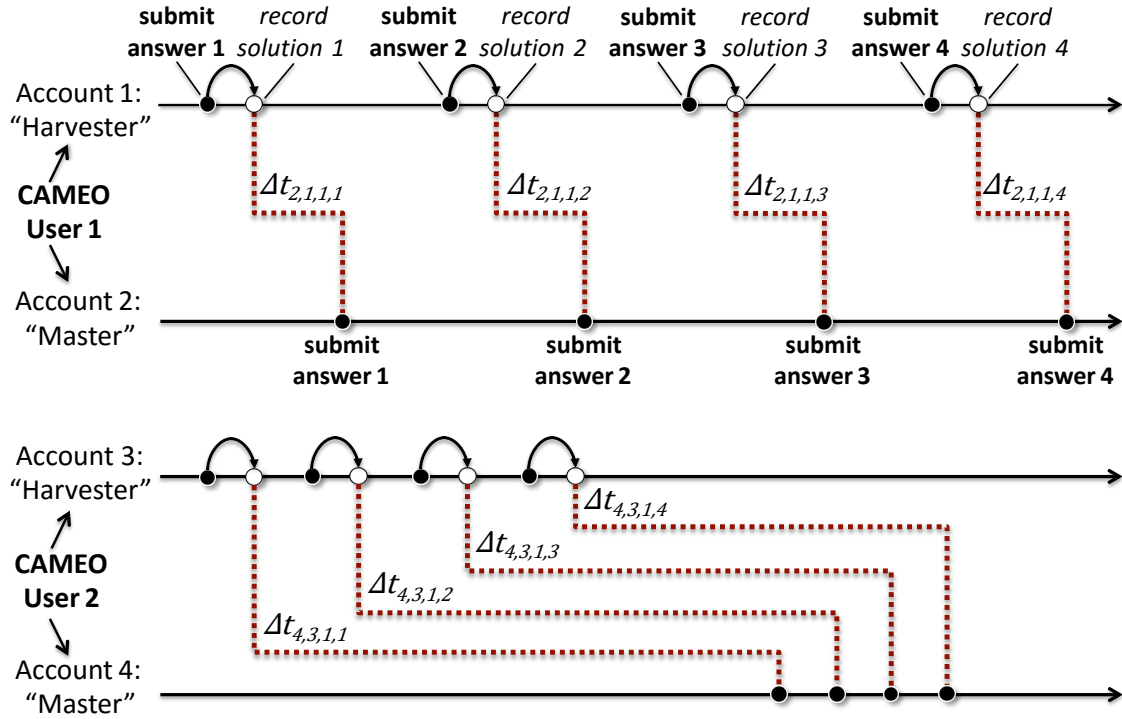 submit answer 1
record solution 1
submit answer 2
record solution 2
submit answer 3
record solution 3
submit answer 4
record solution 4
Account 1:
“Harvester”
CAMEO
User 1
Δt2,1,1,1
Δt2,1,1,2
Δt2,1,1,3
Δt2,1,1,4
Account 2:
“Master”
submit
answer 1
submit
answer 2
submit
answer 3
submit
answer 4
Account 3:
“Harvester”
CAMEO
User 2
Δt4,3,1,4
Δt4,3,1,3
Δt4,3,1,2
Δt4,3,1,1
Account 4:
“Master”